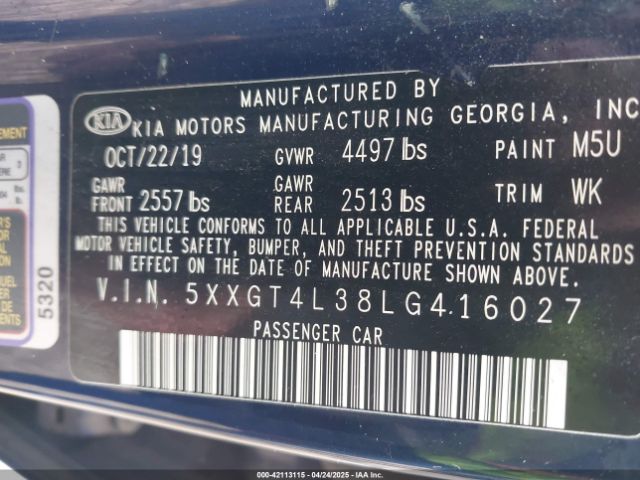 MANUFACTURED BY
KIA KIA MOTORS MANUFACTURING GEORGIA, INC
OCT/22/19 GVWR 4497 lbs PAINT M5U
GAWR FRONT 2557 lbs GAWR REAR 2513 lbs TRIM WK
THIS VEHICLE CONFORMS TO ALL APPLICABLE U.S.A. FEDERAL
MOTOR VEHICLE SAFETY, BUMPER, AND THEFT PREVENTION STANDARDS
IN EFFECT ON THE DATE OF MANUFACTURE SHOWN ABOVE.
V.I.N. 5XXGT4L38LG416027
PASSENGER CAR
5320
000-42113115 - 04/24/2025 - IAAI.com